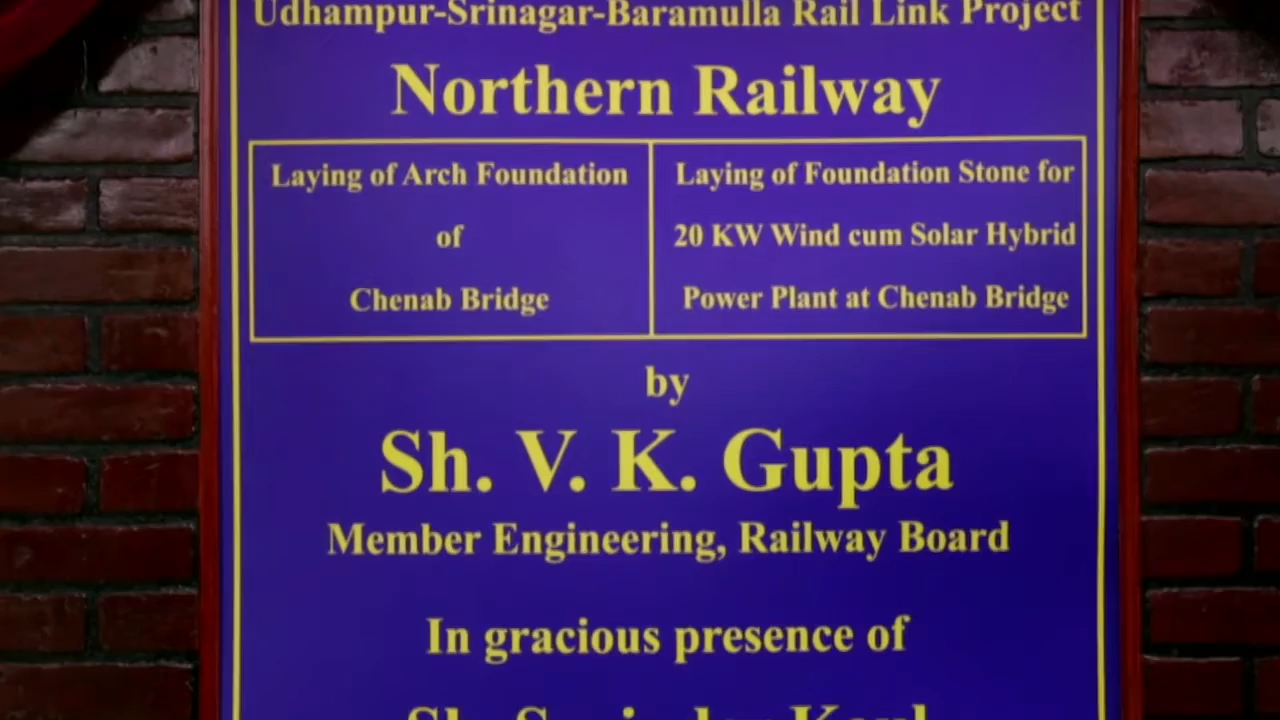 Udhampur-Srinagar-Baramulla Rail Link Project
Northern Railway
Laying of Arch Foundation
of
Chenab Bridge
Laying of Foundation Stone for
20 KW Wind cum Solar Hybrid
Power Plant at Chenab Bridge
by
Sh. V. K. Gupta
Member Engineering, Railway Board
In gracious presence of
Sh.